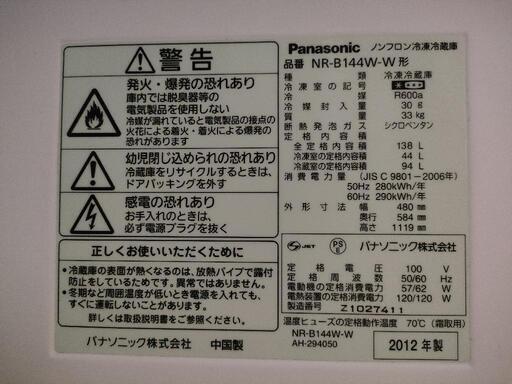 警告
発火・爆発の恐れあり
庫内では脱臭器等の
電気製品を使用しない
冷媒が漏れていると電気製品の接点の
火花による着火・着火による爆発の
恐れがあります
幼児閉じ込められの恐れあり
冷蔵庫をリサイクルするときは、
ドアパッキングを外す
感電の恐れあり
お手入れのときは、
必ず電源プラグを抜く
正しくお使いいただくために
●冷蔵庫の表面が熱くなるのは、放熱パイプで露付
防止をしているためです。異常ではありません。
●冬期など周囲温度が低いとき電源を入れても、
すぐに運転しないことがあります。
詳しくは取扱説明書をご覧ください。
パナソニック株式会社 中国製
Panasonic ノンフロン冷凍冷蔵庫
品番 NR-B144W-W 形
種類 冷凍冷蔵庫
冷凍室の記号
冷媒 R600a
冷媒封入量 30 g
質量 33 kg
断熱発泡ガス シクロペンタン
定格内容積
全定格内容積 138 L
冷凍室の定格内容積 44 L
冷蔵室の定格内容積 94 L
消費電力量 (JIS C 9801-2006年)
50Hz 280kWh/年
60Hz 290kWh/年
外形寸法 幅 480 mm
奥行 584 mm
高さ 1119 mm
JET PS E パナソニック株式会社
定格電圧 100 V
定格周波数 50/60 Hz
電動機の定格消費電力 57/62 W
電熱装置の定格消費電力 120/120 W
製造番号 Z1027411
温度ヒューズの定格動作温度 70℃ (霜取用)
NR-B144W-W
AH-294050
2012年製